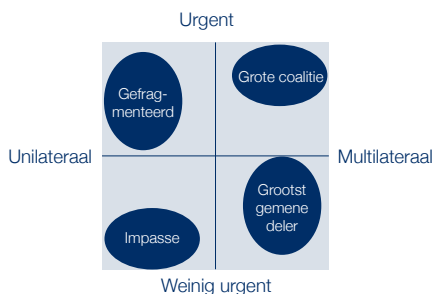 Urgent
Gefrag-
menteerd
Grote coalitie
Unilateraal
Multilateraal
Grootst
gemene
deler
Impasse
Weinig urgent